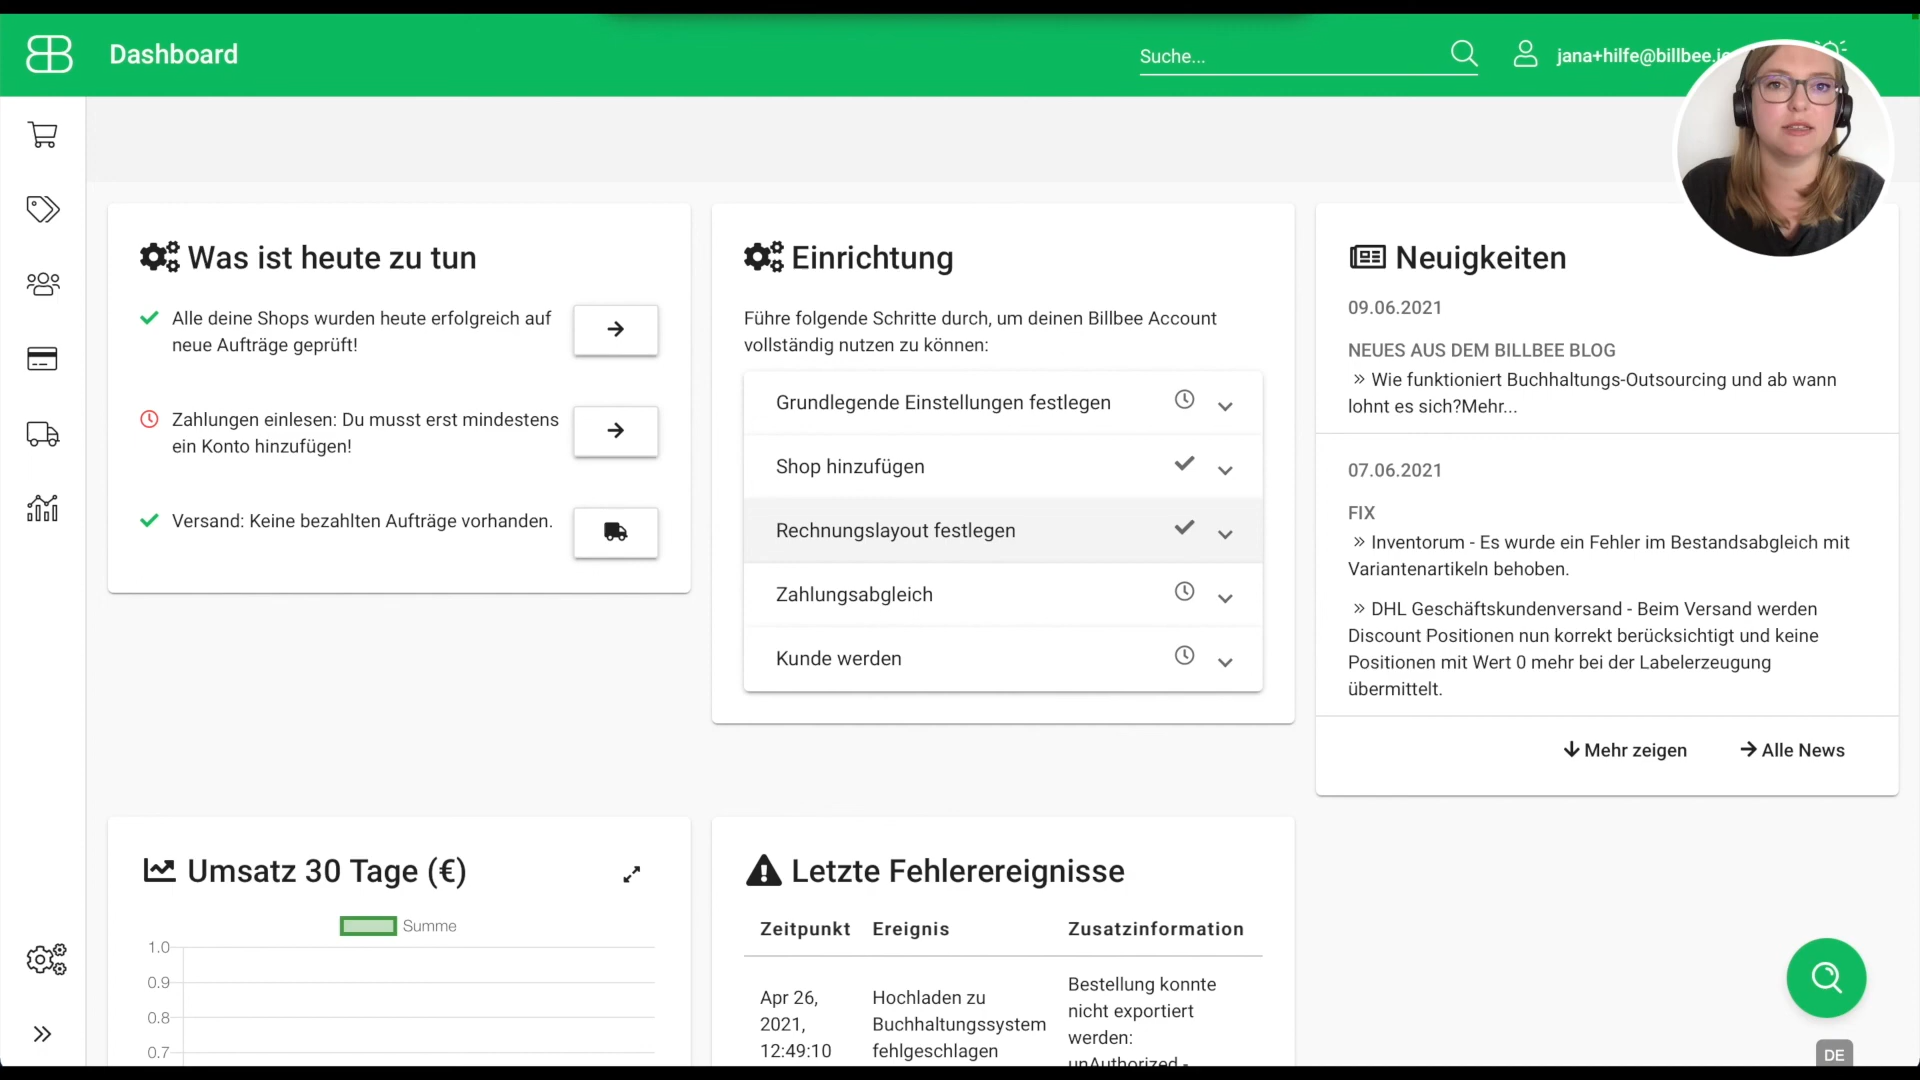 Dashboard
Suche...
jana+hilfe@billbee.
Was ist heute zu tun
Alle deine Shops wurden heute erfolgreich auf
neue Aufträge geprüft!
Zahlungen einlesen: Du musst erst mindestens
ein Konto hinzufügen!
Versand: Keine bezahlten Aufträge vorhanden.
Einrichtung
Führe folgende Schritte durch, um deinen Billbee Account
vollständig nutzen zu können:
Grundlegende Einstellungen festlegen
Shop hinzufügen
Rechnungslayout festlegen
Zahlungsabgleich
Kunde werden
Neuigkeiten
09.06.2021
NEUES AUS DEM BILLBEE BLOG
» Wie funktioniert Buchhaltungs-Outsourcing und ab wann
lohnt es sich?Mehr...
07.06.2021
FIX
» Inventorum - Es wurde ein Fehler im Bestandsabgleich mit
Variantenartikeln behoben.
» DHL Geschäftskundenversand - Beim Versand werden
Discount Positionen nun korrekt berücksichtigt und keine
Positionen mit Wert 0 mehr bei der Labelerzeugung
übermittelt.
Mehr zeigen
Alle News
Umsatz 30 Tage (€)
Summe
1.0
0.9
0.8
0.7
Letzte Fehlerereignisse
Zeitpunkt Ereignis Zusatzinformation
Apr 26,
2021,
12:49:10
Hochladen zu
Buchhaltungssystem
fehlgeschlagen
Bestellung konnte
nicht exportiert
werden:
unAuthorized -
DE